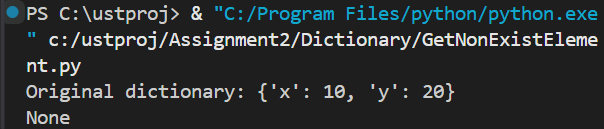 PS C:\ustproj> & "C:/Program Files/python/python.exe
" c:/ustproj/Assignment2/Dictionary/GetNonExistEleme
nt.py
Original dictionary: {'x': 10, 'y': 20}
None